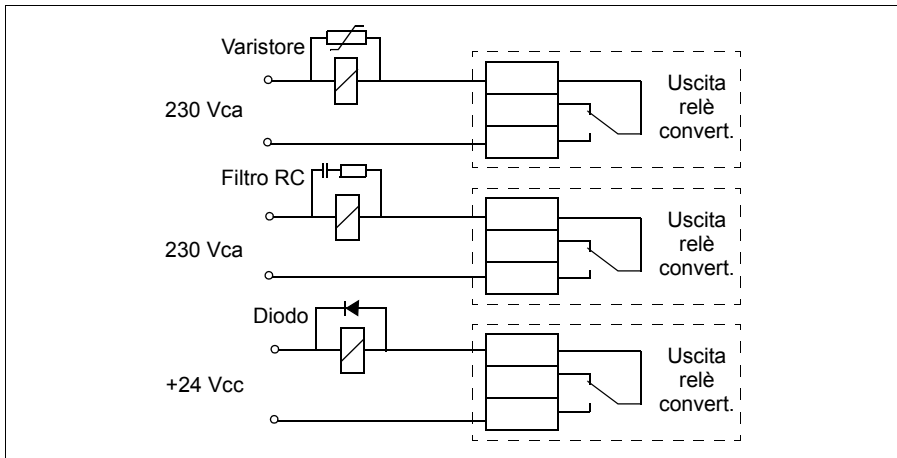 Varistore
230 Vca
Uscita
relè
convert.
Filtro RC
230 Vca
Uscita
relè
convert.
Diodo
+24 Vcc
Uscita
relè
convert.